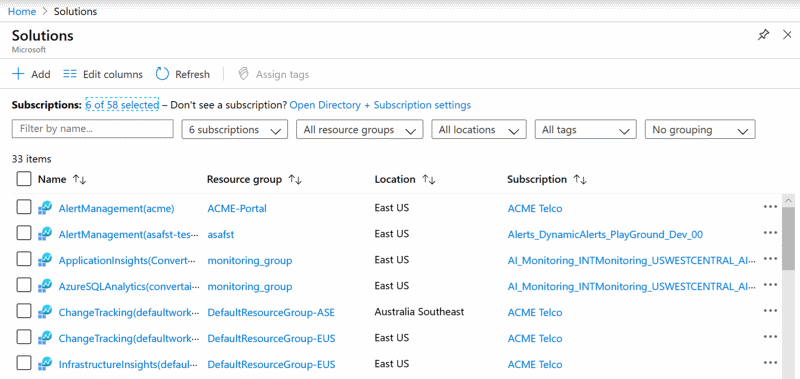 Home > Solutions
Solutions
Microsoft
Add Edit columns Refresh Assign tags
Subscriptions: 6 of 58 selected – Don't see a subscription? Open Directory + Subscription settings
Filter by name... 6 subscriptions All resource groups All locations All tags No grouping
33 items
Name Resource group Location Subscription
AlertManagement(acme) ACME-Portal East US ACME Telco ...
AlertManagement(asafst-tes... asafst East US Alerts_DynamicAlerts_PlayGround_Dev_00 ...
ApplicationInsights(Convert... monitoring_group East US AI_Monitoring_INTMonitoring_USWESTCENTRAL_AI... ...
AzureSQLAnalytics(convertai... monitoring_group East US AI_Monitoring_INTMonitoring_USWESTCENTRAL_AI... ...
ChangeTracking(defaultwork... DefaultResourceGroup-ASE Australia Southeast ACME Telco ...
ChangeTracking(defaultwork... DefaultResourceGroup-EUS East US ACME Telco ...
InfrastructureInsights(defaul... DefaultResourceGroup-EUS East US ACME Telco ...